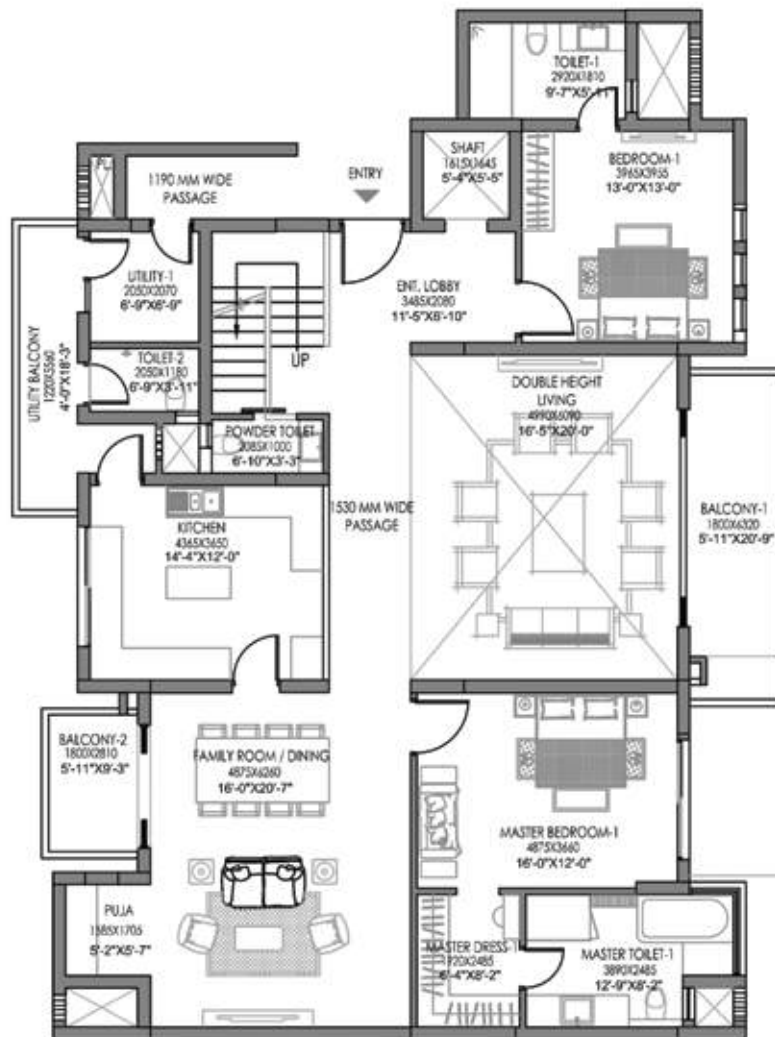 TOILET-1
2920X1810
9'-7"X5'-11"
SHAFT
1615X1645
5'-4"X5'-5"
BEDROOM-1
3965X3955
13'-0"X13'-0"
1190 MM WIDE
PASSAGE
ENTRY
UTILITY-1
2050X2070
6'-9"X6'-9"
ENT. LOBBY
3485X2080
11'-5"X6'-10"
UTILITY BALCONY
1220X5560
4'-0"X18'-3"
TOILET-2
2050X1180
6'-9"X3'-11"
UP
DOUBLE HEIGHT
LIVING
4990X6090
16'-5"X20'-0"
POWDER TOILET
2085X1000
6'-10"X3'-3"
1530 MM WIDE
PASSAGE
BALCONY-1
1800X6320
5'-11"X20'-9"
KITCHEN
4365X3650
14'-4"X12'-0"
BALCONY-2
1800X2810
5'-11"X9'-3"
FAMILY ROOM / DINING
4875X6260
16'-0"X20'-7"
MASTER BEDROOM-1
4875X3660
16'-0"X12'-0"
PUJA
1585X1705
5'-2"X5'-7"
MASTER DRESS-1
1920X2485
6'-4"X8'-2"
MASTER TOILET-1
3890X2485
12'-9"X8'-2"